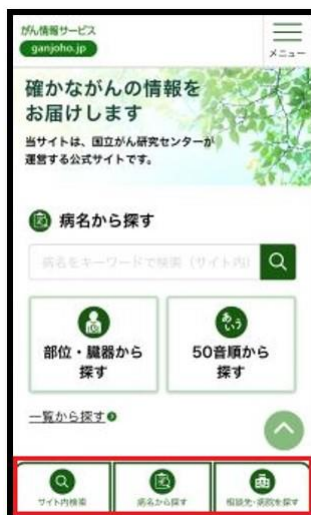 がん情報サービス
ganjoho.jp
メニュー
確かながんの情報を
お届けします
当サイトは、国立がん研究センターが
運営する公式サイトです。
病名から探す
病名をキーワードで検索（サイト内）
あぃぅ
部位・臓器から
探す
50音順から
探す
一覧から探す
サイト内検索
病名から探す
相談先・病院を探す